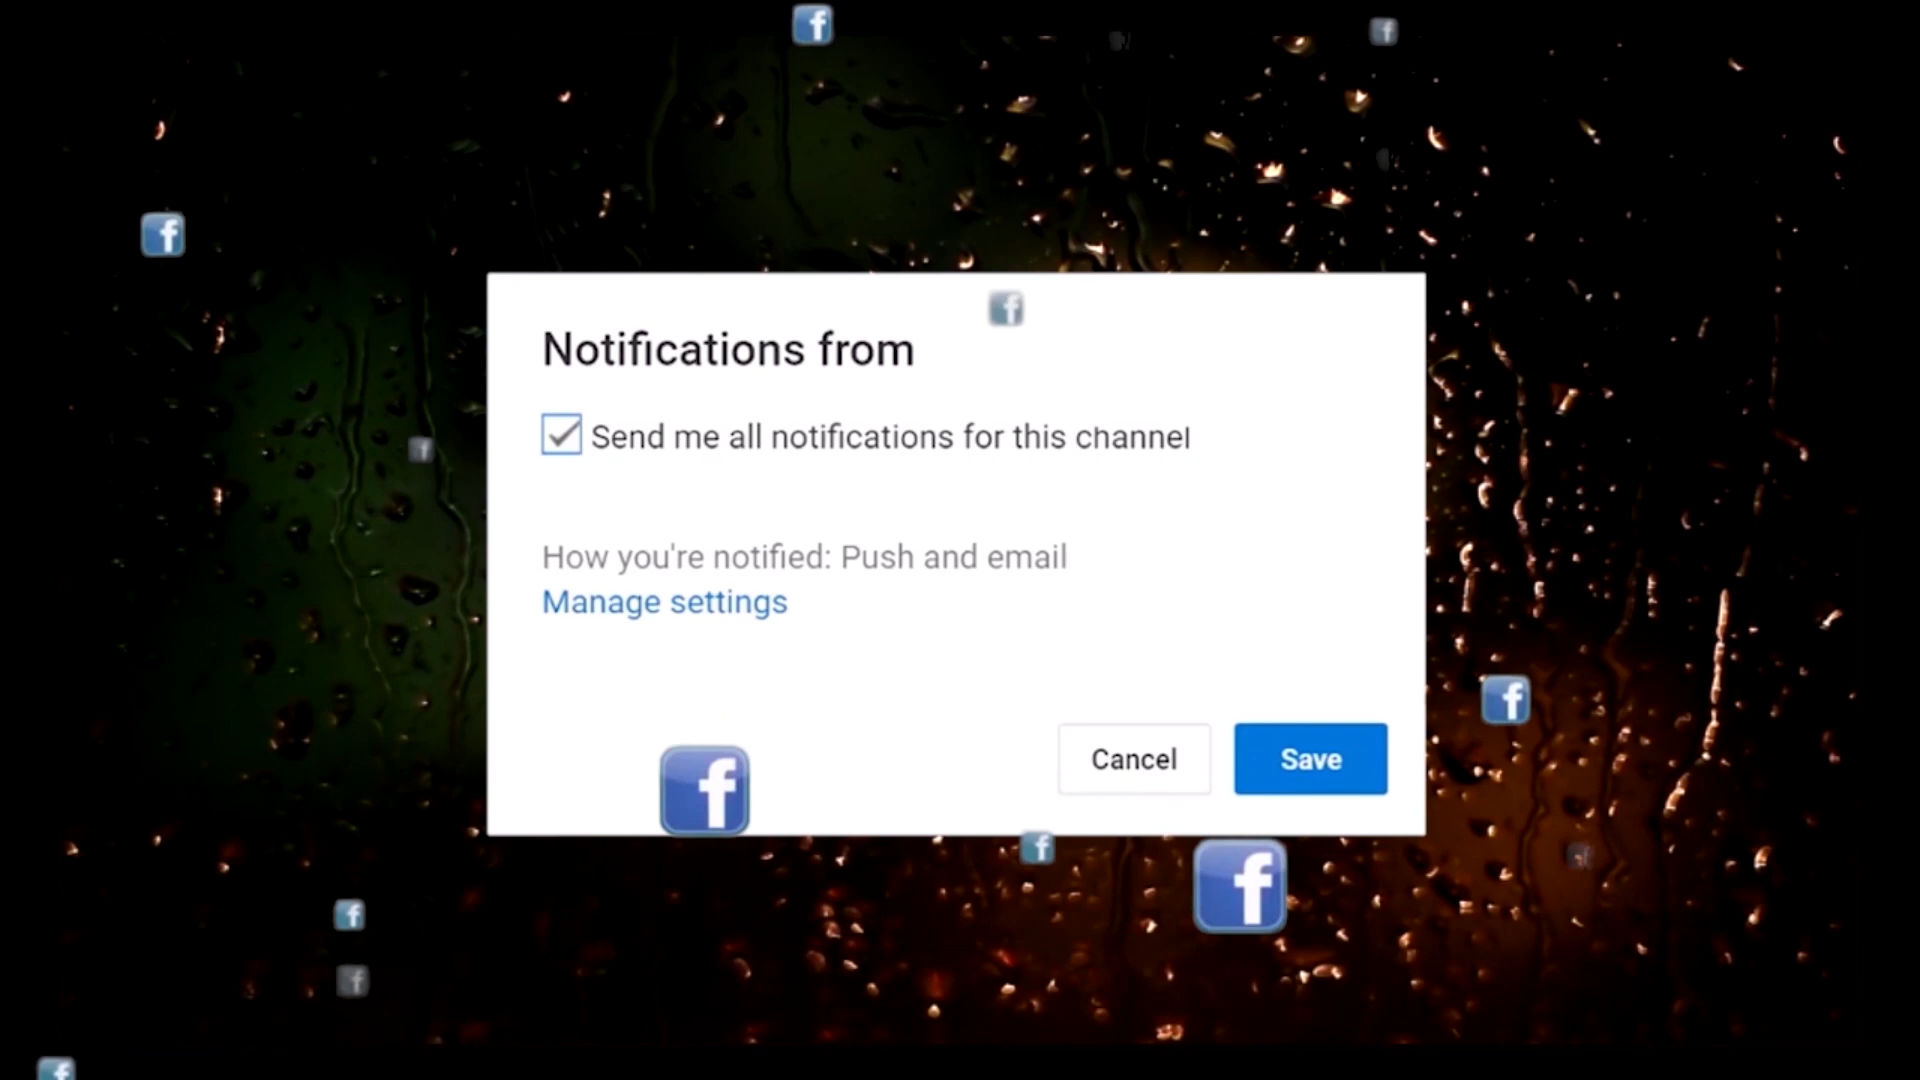 Notifications from
Send me all notifications for this channel
How you're notified: Push and email
Manage settings
Cancel
Save